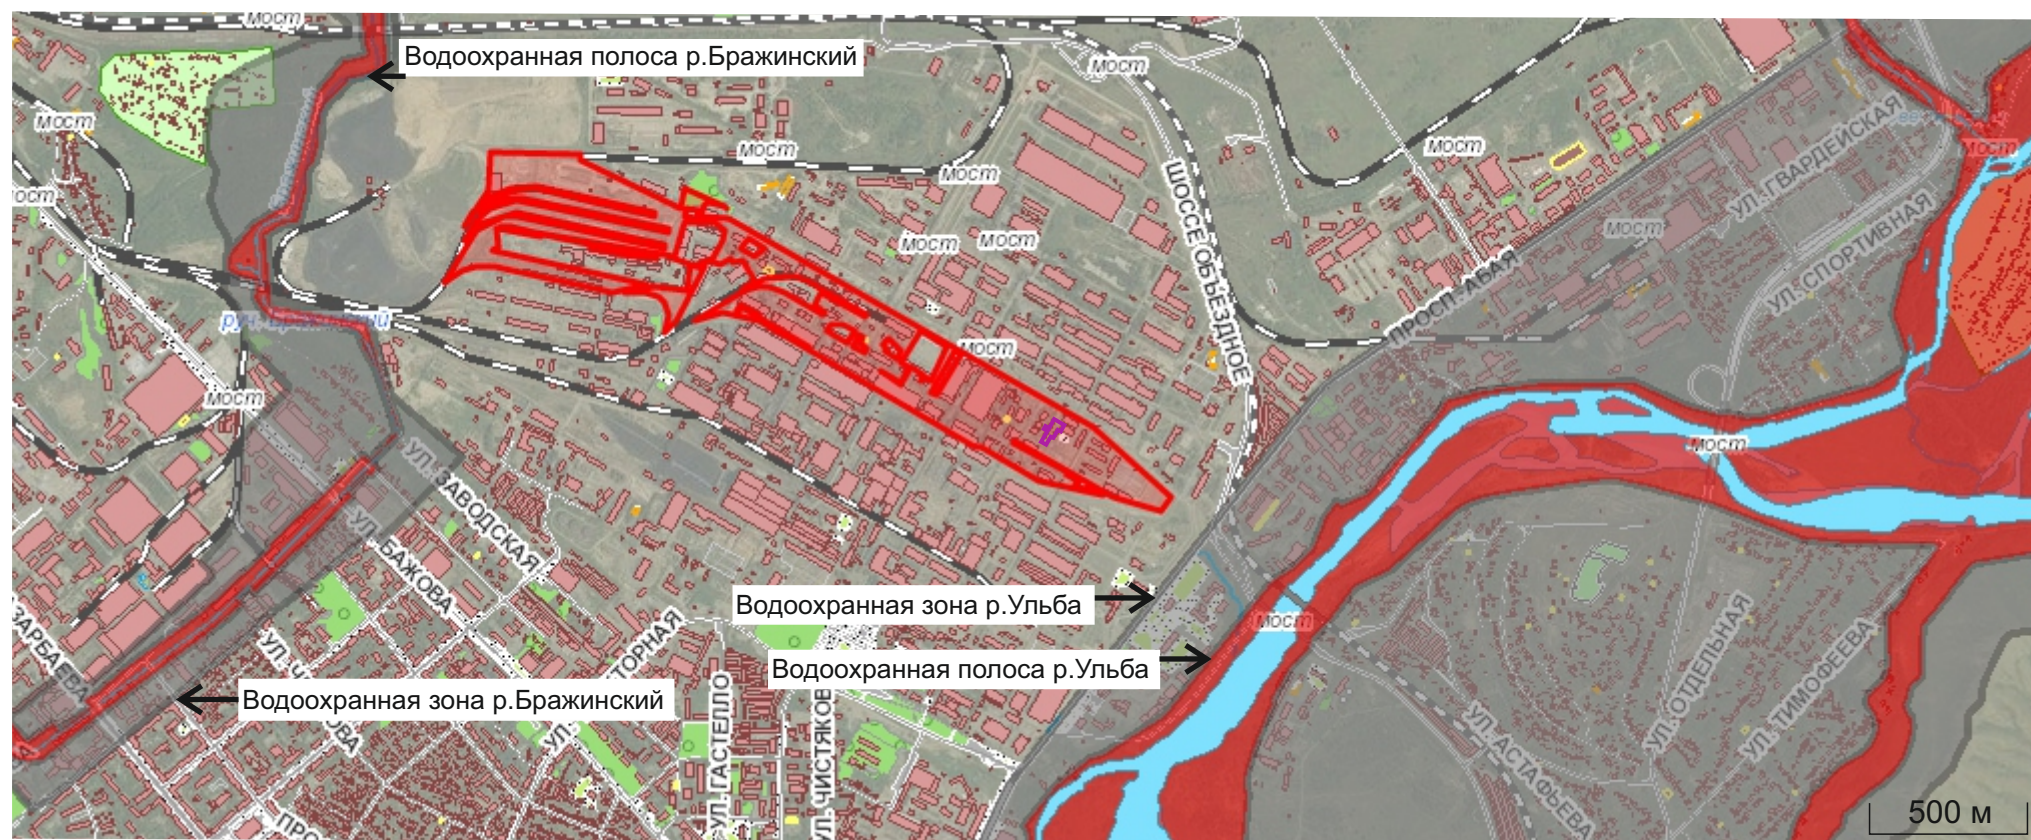 мост
Водоохранная полоса р.Бражинский
мост
мост
мост
мост
мост
мост
мост
УЛ. ГВАРДЕЙСКАЯ
ШОССЕ ОБЪЕЗДНОЕ
мост
мост
мост
УЛ. СПОРТИВНАЯ
ПРОСП. АБАЯ
мост
мост
мост
УЛ. ЗАВОДСКАЯ
УЛ. БАЖОВА
Водоохранная зона р.Ульба
мост
Водоохранная полоса р.Ульба
Водоохранная зона р.Бражинский
УЛ. ГАСТЕЛЛО
УЛ. ОТДЕЛЬНАЯ
УЛ. ТИМОФЕЕВА
УЛ. АСТАФЬЕВА
500 м